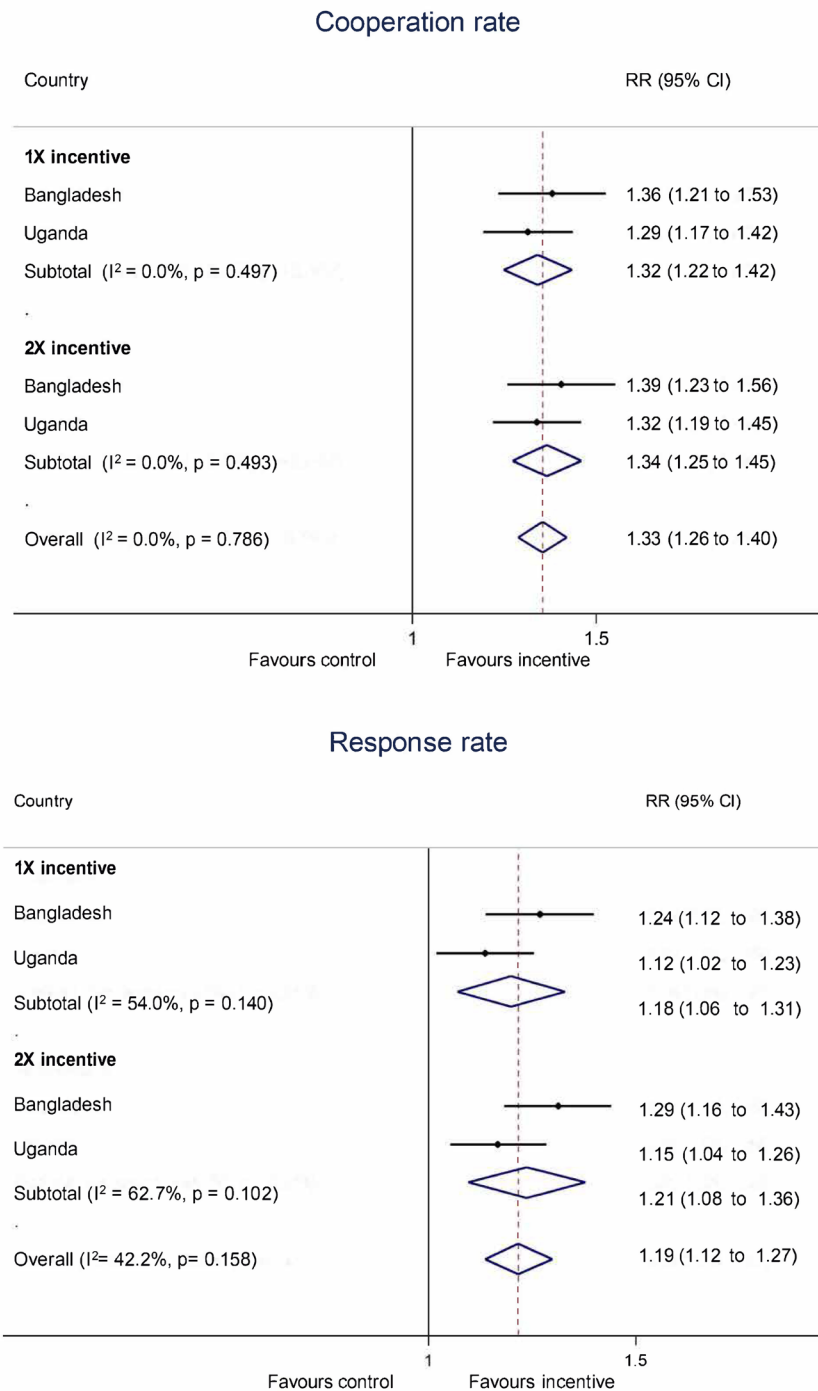 Cooperation rate
Country RR (95% CI)
1X incentive
Bangladesh 1.36 (1.21 to 1.53)
Uganda 1.29 (1.17 to 1.42)
Subtotal (I² = 0.0%, p = 0.497) 1.32 (1.22 to 1.42)
.
2X incentive
Bangladesh 1.39 (1.23 to 1.56)
Uganda 1.32 (1.19 to 1.45)
Subtotal (I² = 0.0%, p = 0.493) 1.34 (1.25 to 1.45)
.
Overall (I² = 0.0%, p = 0.786) 1.33 (1.26 to 1.40)
1 1.5
Favours control Favours incentive
Response rate
Country RR (95% CI)
1X incentive
Bangladesh 1.24 (1.12 to 1.38)
Uganda 1.12 (1.02 to 1.23)
Subtotal (I² = 54.0%, p = 0.140) 1.18 (1.06 to 1.31)
.
2X incentive
Bangladesh 1.29 (1.16 to 1.43)
Uganda 1.15 (1.04 to 1.26)
Subtotal (I² = 62.7%, p = 0.102) 1.21 (1.08 to 1.36)
.
Overall (I²= 42.2%, p= 0.158) 1.19 (1.12 to 1.27)
1 1.5
Favours control Favours incentive